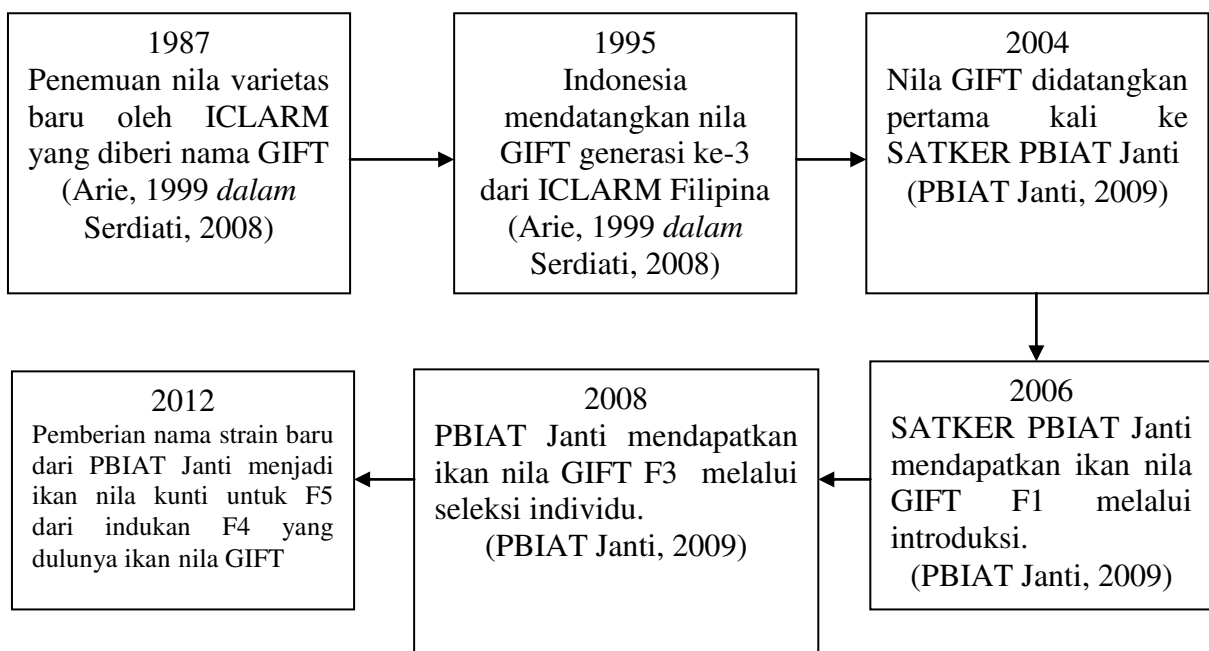 1987
Penemuan nila varietas
baru oleh ICLARM
yang diberi nama GIFT
(Arie, 1999 dalam
Serdiati, 2008)
1995
Indonesia
mendatangkan nila
GIFT generasi ke-3
dari ICLARM Filipina
(Arie, 1999 dalam
Serdiati, 2008)
2004
Nila GIFT didatangkan
pertama kali ke
SATKER PBIAT Janti
(PBIAT Janti, 2009)
2006
SATKER PBIAT Janti
mendapatkan ikan nila
GIFT F1 melalui
introduksi.
(PBIAT Janti, 2009)
2008
PBIAT Janti mendapatkan
ikan nila GIFT F3 melalui
seleksi individu.
(PBIAT Janti, 2009)
2012
Pemberian nama strain baru
dari PBIAT Janti menjadi
ikan nila kunti untuk F5
dari indukan F4 yang
dulunya ikan nila GIFT